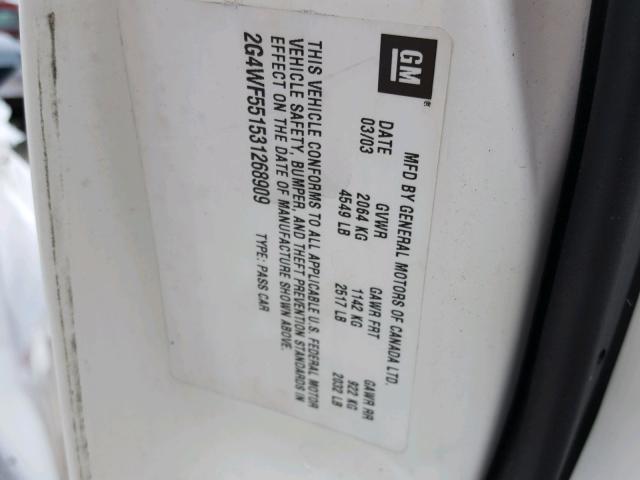 GM
MFD BY GENERAL MOTORS OF CANADA LTD.
DATE GVWR GAWR FRT GAWR RR
03/03 2064 KG 1142 KG 922 KG
4549 LB 2517 LB 2032 LB
THIS VEHICLE CONFORMS TO ALL APPLICABLE U.S. FEDERAL MOTOR
VEHICLE SAFETY, BUMPER, AND THEFT PREVENTION STANDARDS IN
EFFECT ON THE DATE OF MANUFACTURE SHOWN ABOVE.
2G4WF551531268909 TYPE: PASS CAR